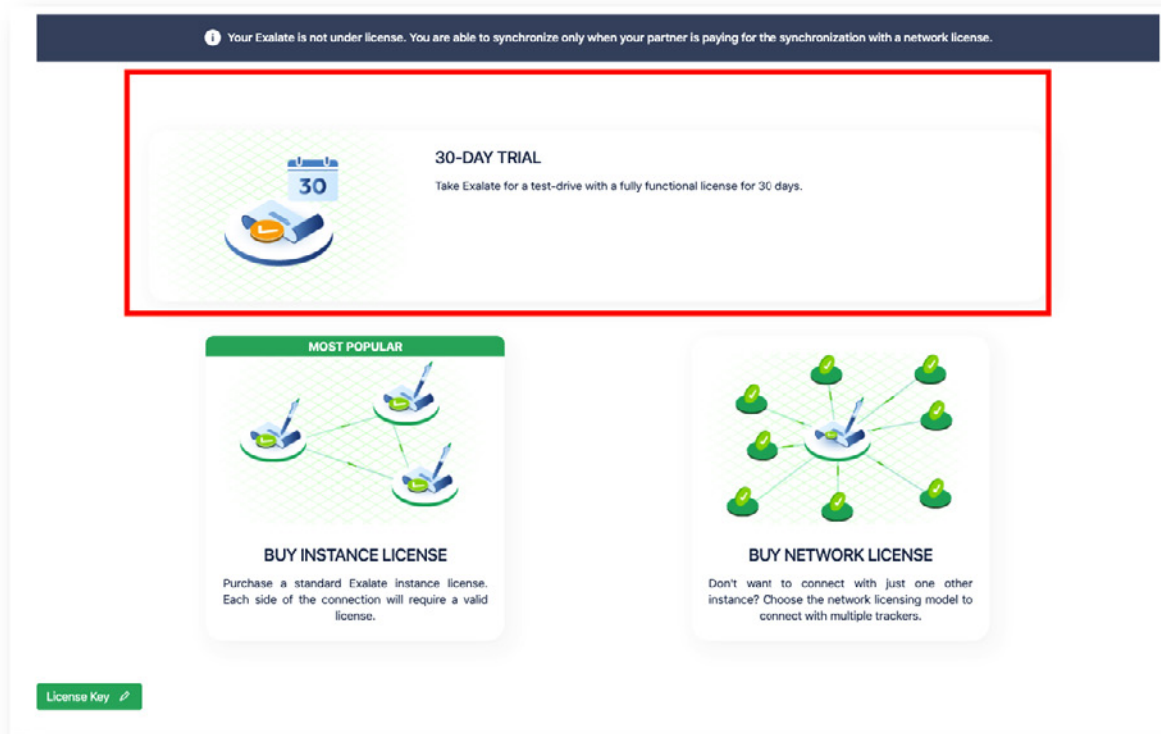 Your Exalate is not under license. You are able to synchronize only when your partner is paying for the synchronization with a network license.
30-DAY TRIAL
30
Take Exalate for a test-drive with a fully functional license for 30 days.
MOST POPULAR
BUY INSTANCE LICENSE
Purchase a standard Exalate instance license.
Each side of the connection will require a valid
license.
BUY NETWORK LICENSE
Don't want to connect with just one other
instance? Choose the network licensing model to
connect with multiple trackers.
License Key